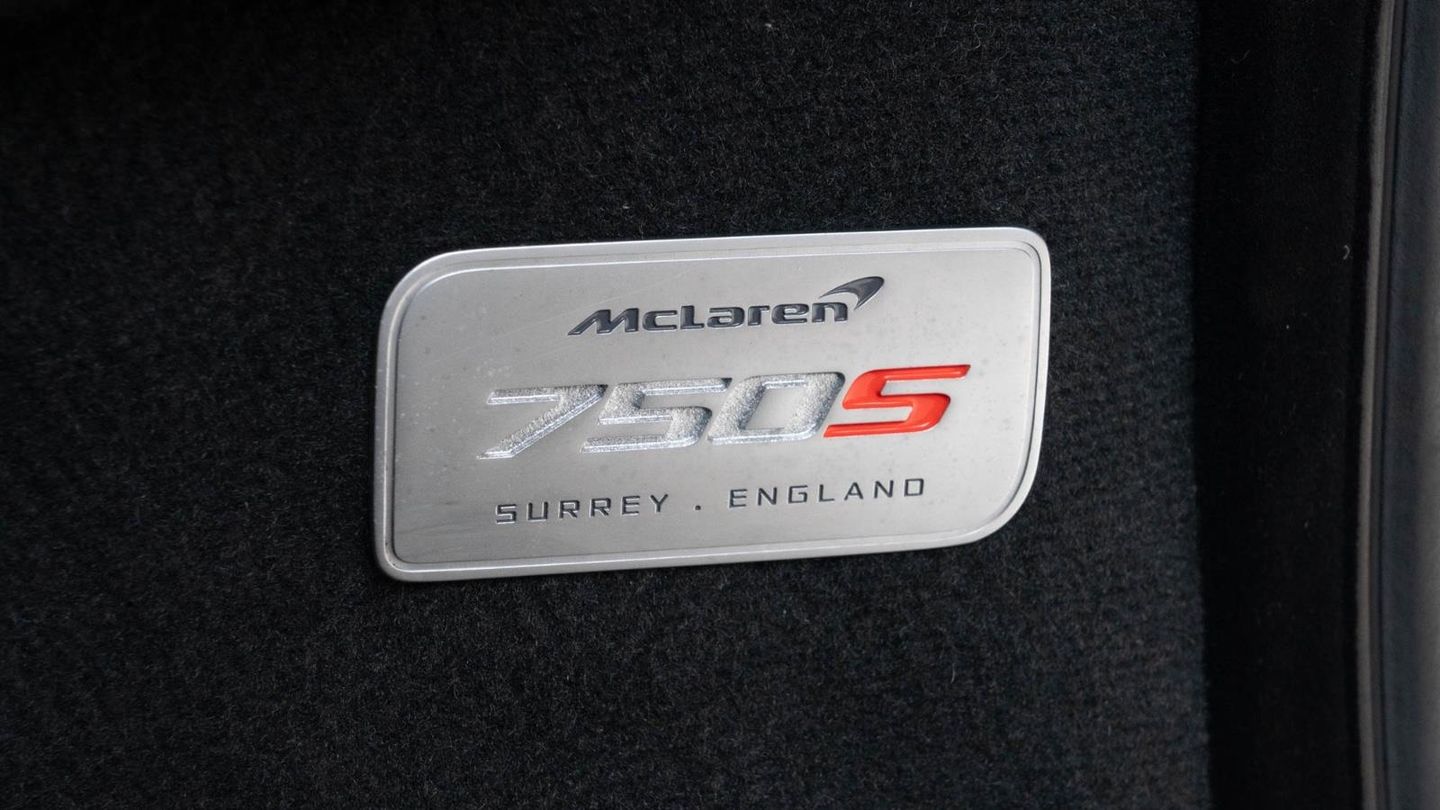 McLaren
750S
SURREY . ENGLAND